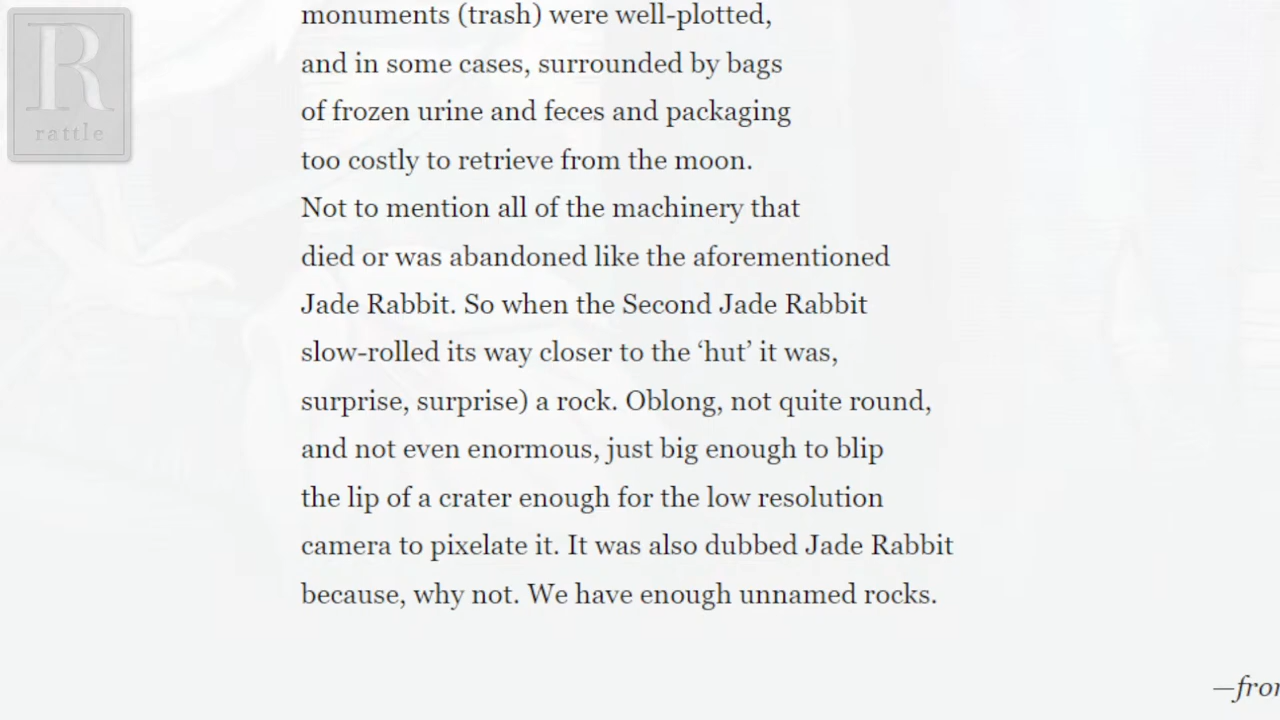 R
rattle
monuments (trash) were well-plotted,
and in some cases, surrounded by bags
of frozen urine and feces and packaging
too costly to retrieve from the moon.
Not to mention all of the machinery that
died or was abandoned like the aforementioned
Jade Rabbit. So when the Second Jade Rabbit
slow-rolled its way closer to the ‘hut’ it was,
surprise, surprise) a rock. Oblong, not quite round,
and not even enormous, just big enough to blip
the lip of a crater enough for the low resolution
camera to pixelate it. It was also dubbed Jade Rabbit
because, why not. We have enough unnamed rocks.